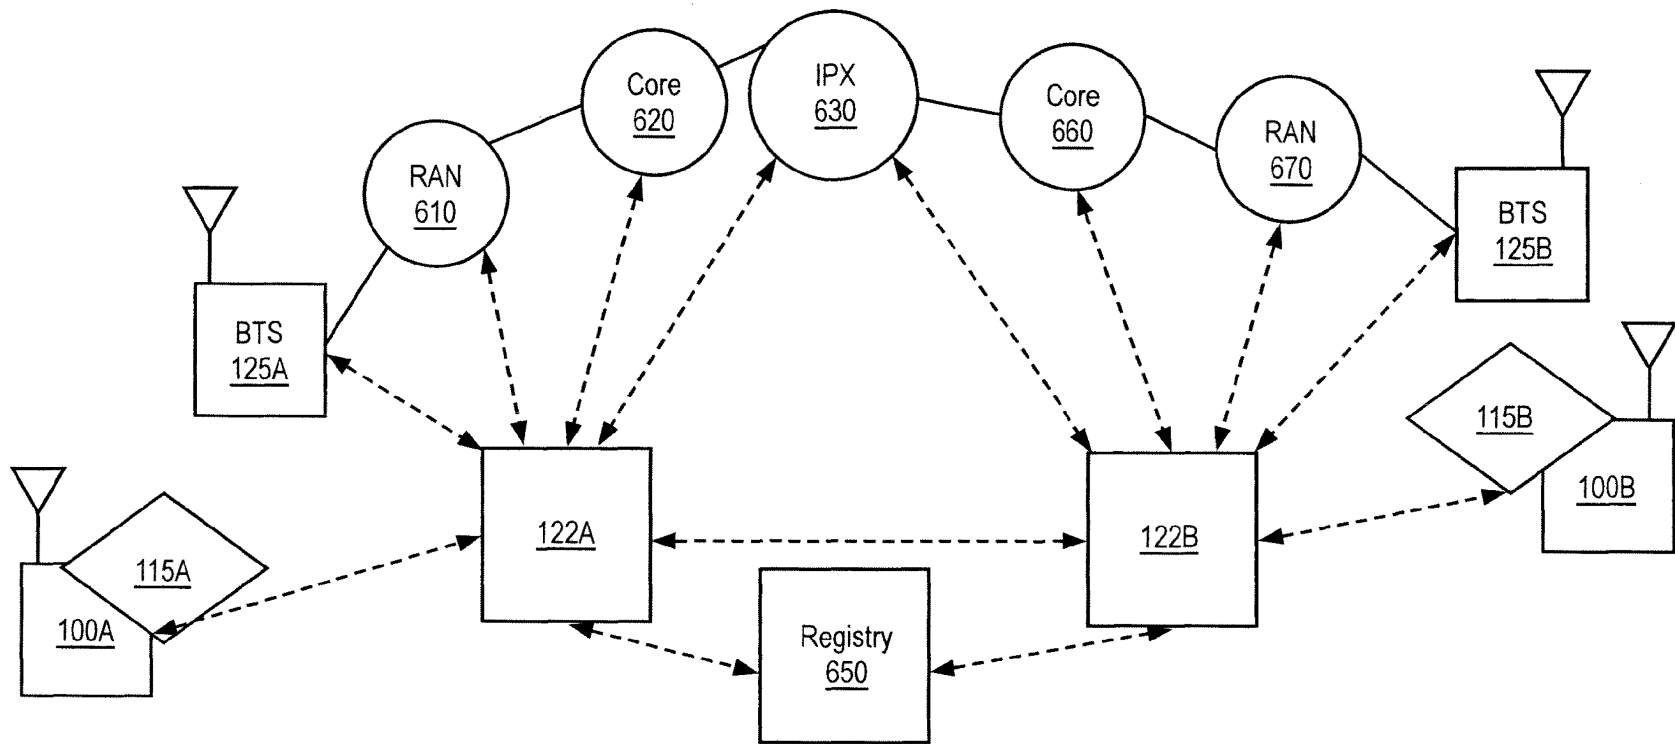 IPX
630
Core
620
Core
660
RAN
670
RAN
610
BTS
125B
BTS
125A
115B
100B
122A
122B
115A
100A
Registry
650